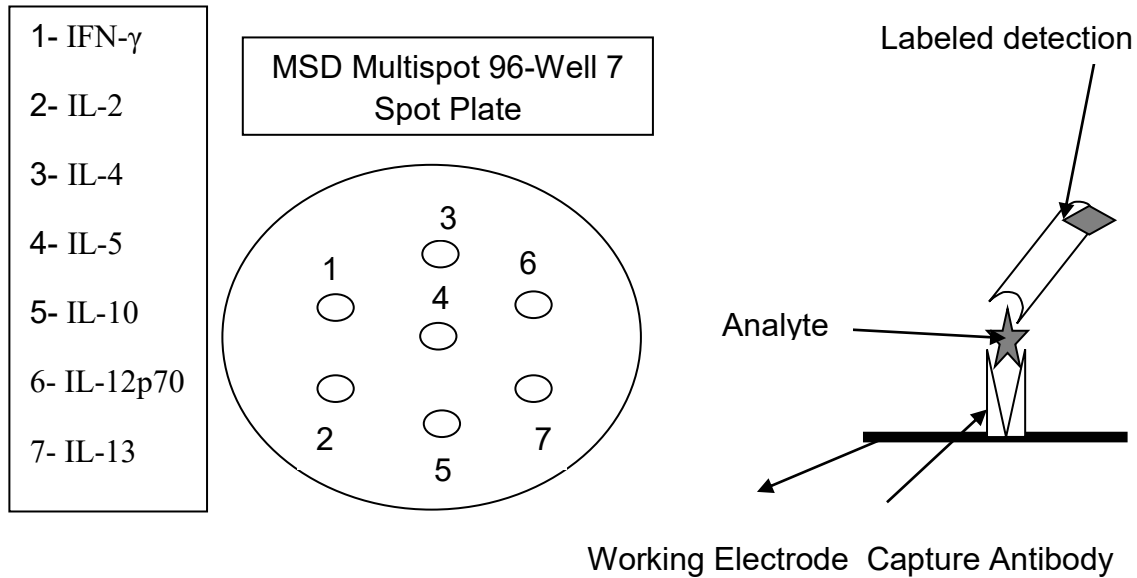 1- IFN-γ
2- IL-2
3- IL-4
4- IL-5
5- IL-10
6- IL-12p70
7- IL-13
MSD Multispot 96-Well 7
Spot Plate
3
1
6
4
2
7
5
Labeled detection
Analyte
Working Electrode Capture Antibody